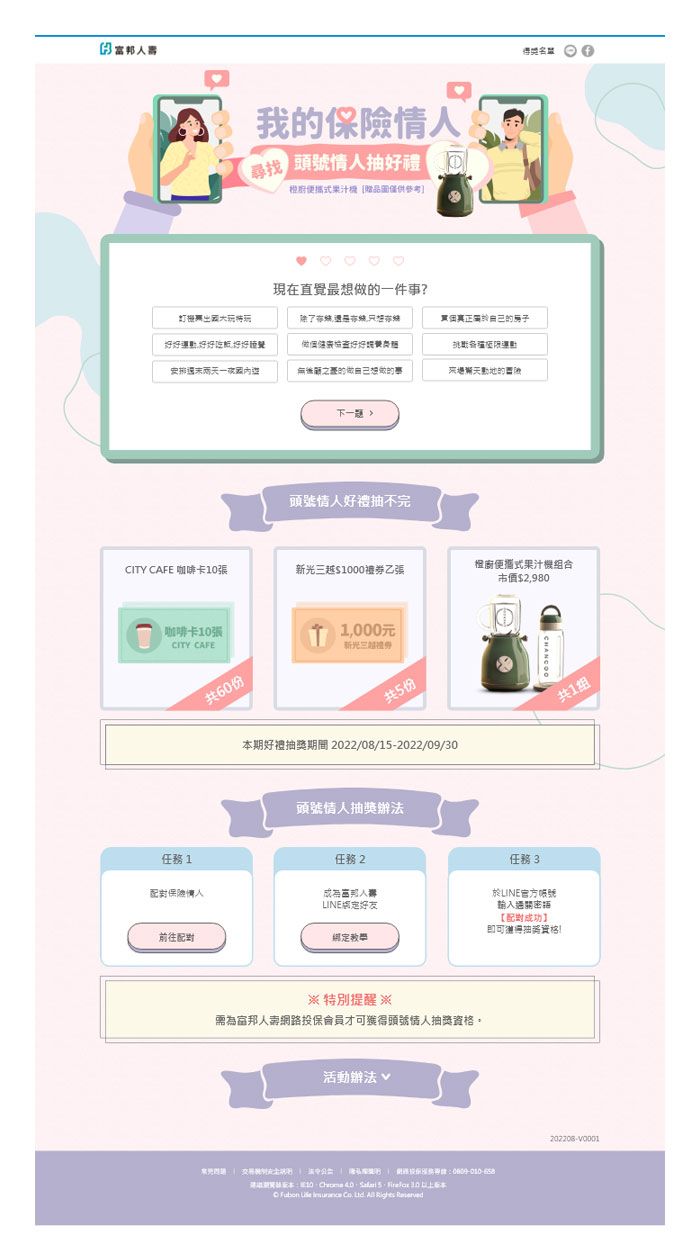 富邦人壽
得獎名單
我的保險情人
尋找
頭號情人抽好禮
橙廚便攜式果汁機 [贈品圖僅供參考]
現在直覺最想做的一件事?
訂機票出國大玩特玩
除了存錢,還是存錢,只想存錢
買個真正屬於自己的房子
好好運動,好好吃飯,好好睡覺
做個健康檢查好好調養身體
挑戰各種極限運動
安排週末兩天一夜國內遊
無後顧之憂的做自己想做的事
來場驚天動地的冒險
下一題 >
頭號情人好禮抽不完
CITY CAFE 咖啡卡10張
咖啡卡10張
CITY CAFE
共60份
新光三越$1000禮券乙張
1,000元
新光三越禮券
共5份
橙廚便攜式果汁機組合
市價$2,980
CHANCOO
共1組
本期好禮抽獎期間 2022/08/15-2022/09/30
頭號情人抽獎辦法
任務 1
配對保險情人
前往配對
任務 2
成為富邦人壽
LINE綁定好友
綁定教學
任務 3
於LINE官方帳號
輸入通關密語
【配對成功】
即可獲得抽獎資格!
※ 特別提醒 ※
需為富邦人壽網路投保會員才可獲得頭號情人抽獎資格。
活動辦法
202208-V0001
常見問題 | 交易機制安全說明 | 法令公告 | 隱私權聲明 | 網路投保服務專線：0809-010-658
建議瀏覽器版本：IE10、Chrome 4.0、Safari 5、FireFox 3.0 以上版本
© Fubon Life Insurance Co. Ltd. All Rights Reserved